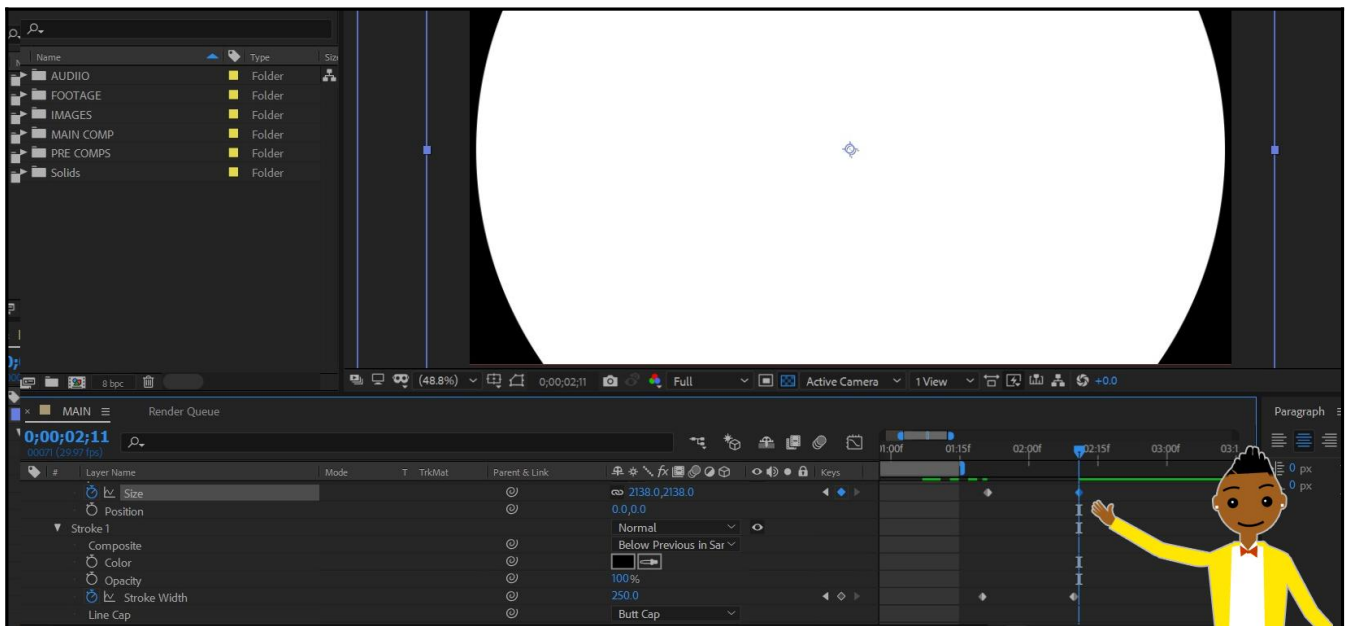 Name Type Size
AUDIIO Folder
FOOTAGE Folder
IMAGES Folder
MAIN COMP Folder
PRE COMPS Folder
Solids Folder
8 bpc
(48.8%) 0;00;02;11 Full Active Camera 1 View +0.0
MAIN Render Queue Paragraph
0;00;02;11
00071 (29.97 fps)
01:15f 02:00f 02:15f 03:00f
# Layer Name Mode T TrkMat Parent & Link fx Keys
0 px
0 px
Size 2138.0,2138.0
Position 0.0,0.0
Stroke 1 Normal
Composite Below Previous in Sar
Color
Opacity 100%
Stroke Width 250.0
Line Cap Butt Cap